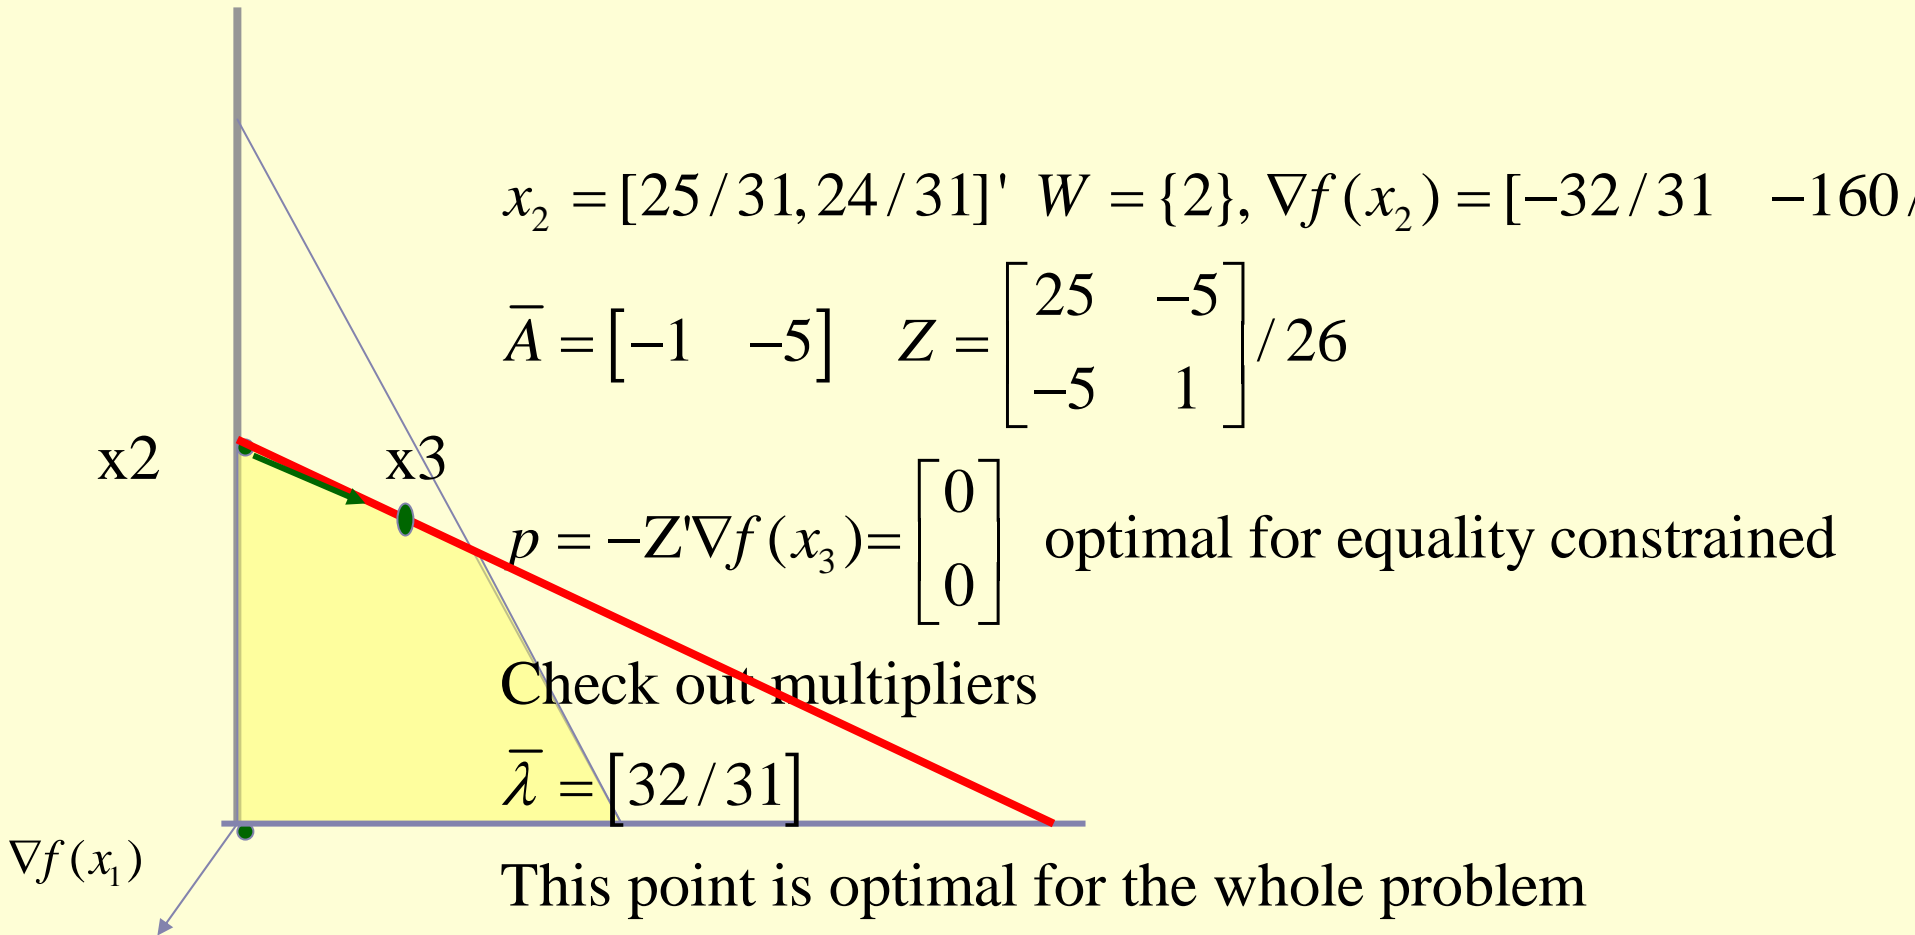 x₂ = [25/31, 24/31]' W = {2}, ∇f(x₂) = [−32/31 −160/
A̅ = [−1 −5] Z = [25 −5; −5 1] / 26
x2 x3
p = −Z'∇f(x₃) = [0; 0] optimal for equality constrained
Check out multipliers
λ̅ = [32/31]
∇f(x₁)
This point is optimal for the whole problem